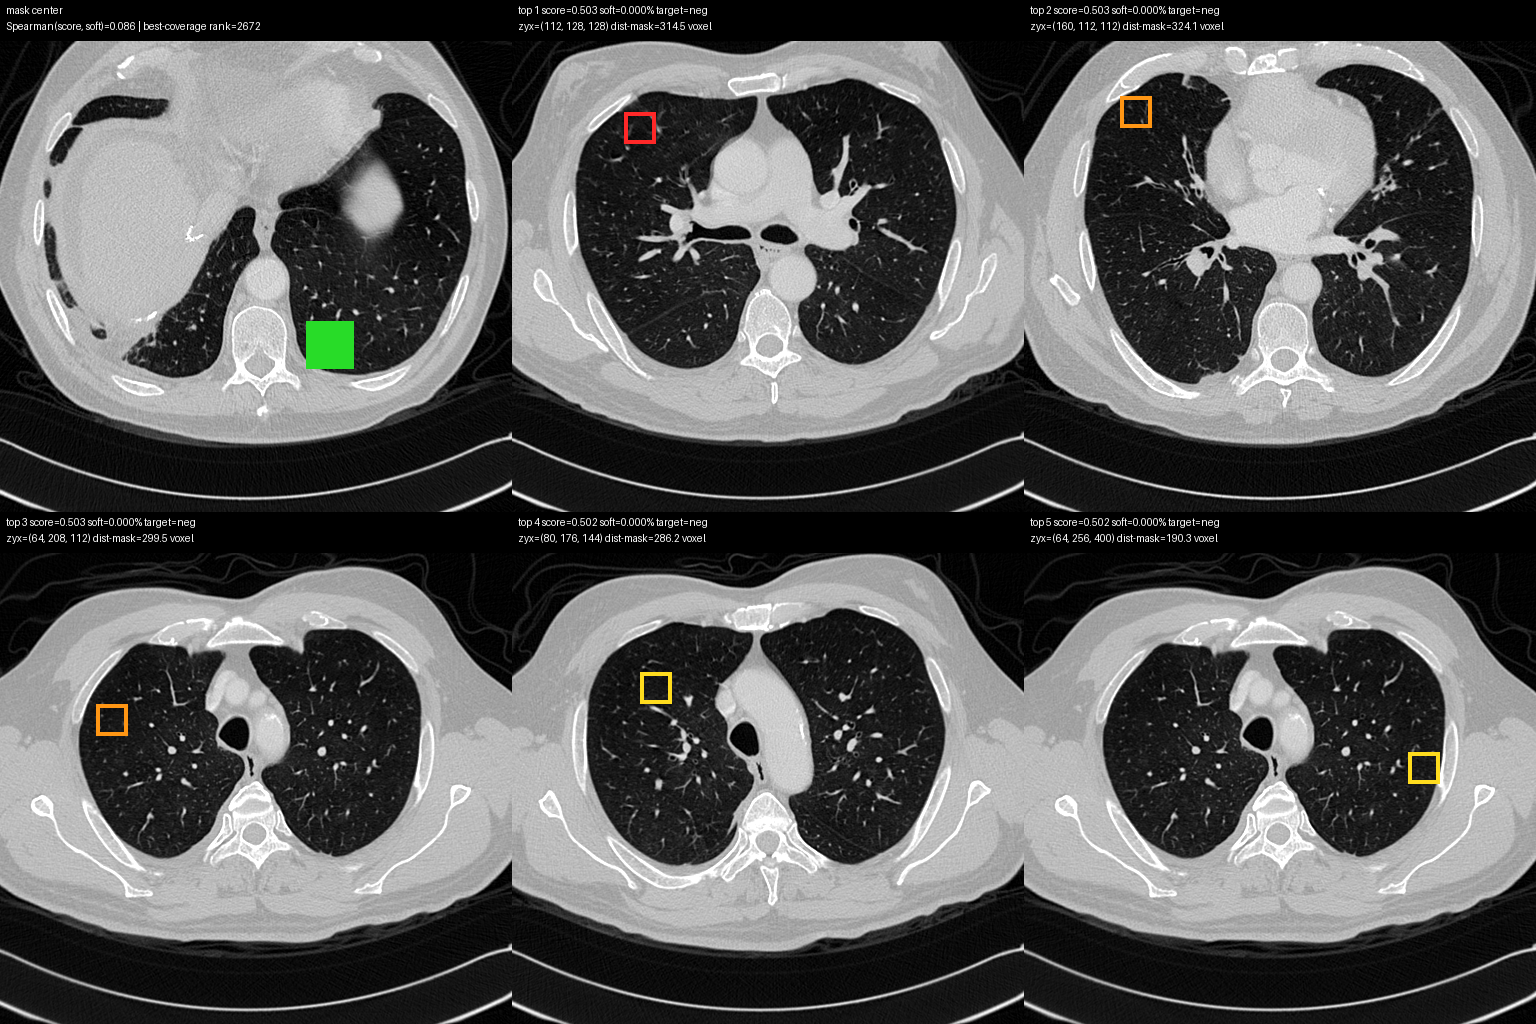 mask center
Spearman(score, soft)=0.086 | best-coverage rank=2672
top 1 score=0.503 soft=0.000% target=neg
zyx=(112, 128, 128) dist-mask=314.5 voxel
top 2 score=0.503 soft=0.000% target=neg
zyx=(160, 112, 112) dist-mask=324.1 voxel
top 3 score=0.503 soft=0.000% target=neg
zyx=(64, 208, 112) dist-mask=299.5 voxel
top 4 score=0.502 soft=0.000% target=neg
zyx=(80, 176, 144) dist-mask=286.2 voxel
top 5 score=0.502 soft=0.000% target=neg
zyx=(64, 256, 400) dist-mask=190.3 voxel